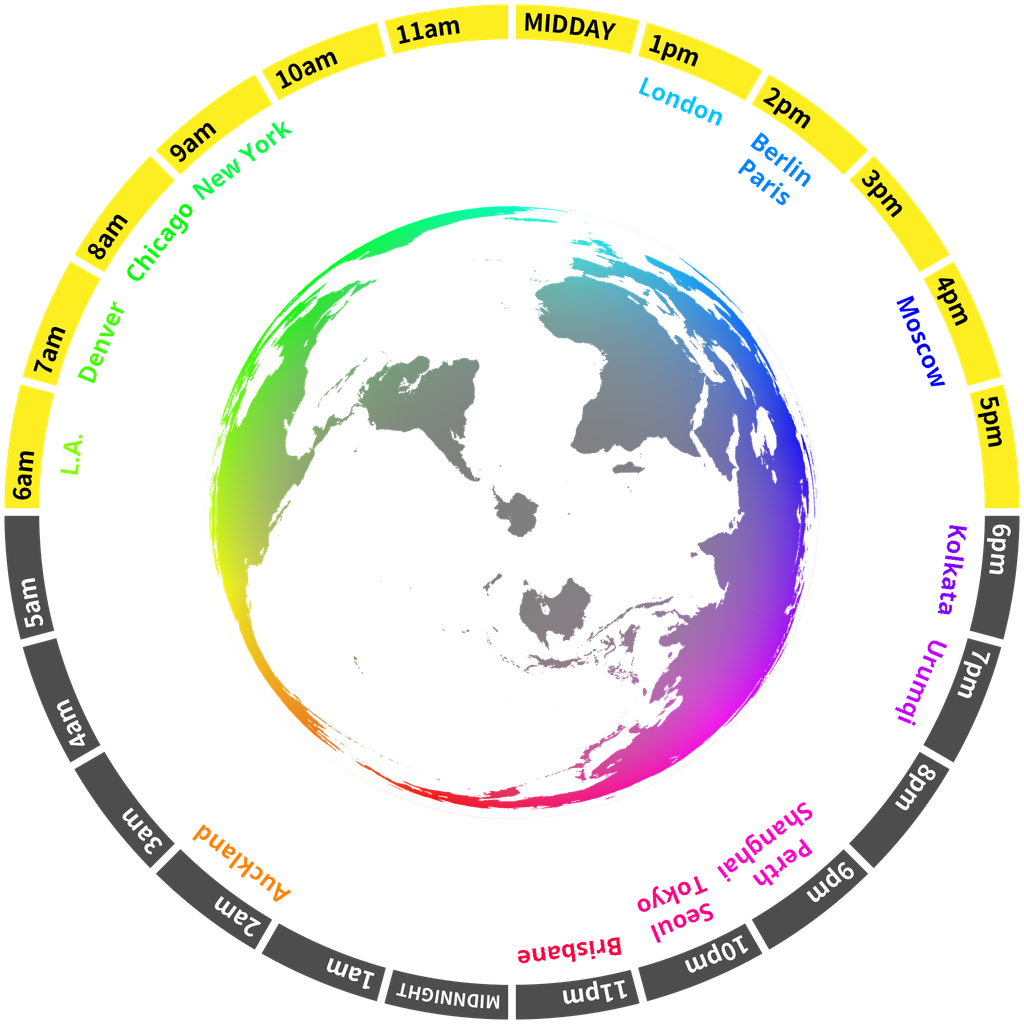 MIDDAY
1pm
2pm
3pm
4pm
5pm
6pm
7pm
8pm
9pm
10pm
11pm
MIDNNIGHT
1am
2am
3am
4am
5am
6am
7am
8am
9am
10am
11am
London
Berlin
Paris
Moscow
Kolkata
Urumqi
Perth
Shanghai
Seoul
Tokyo
Brisbane
Auckland
L.A.
Denver
Chicago
New York